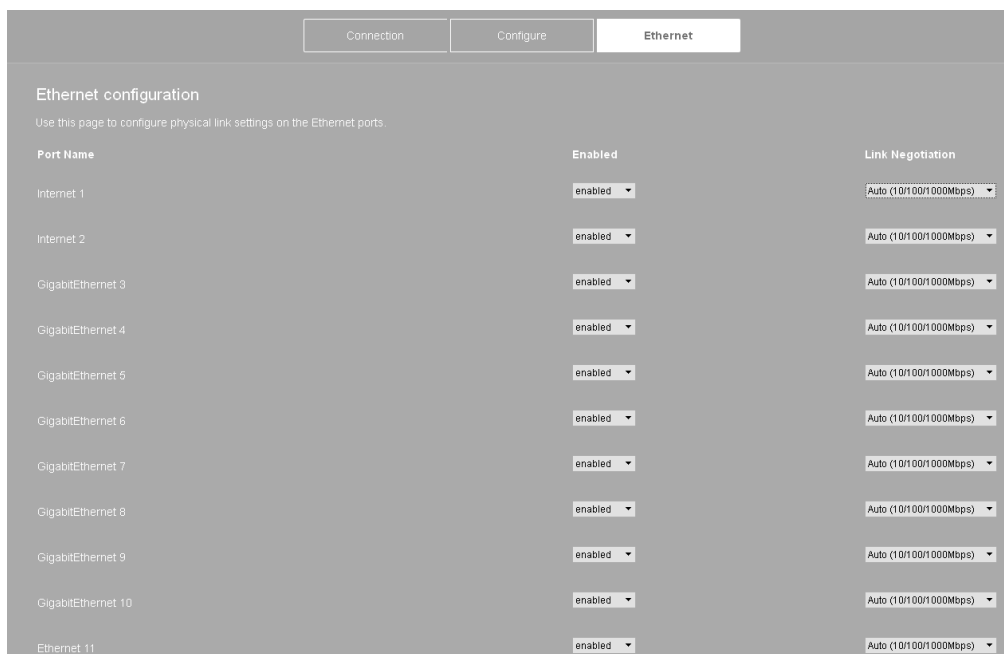 Connection Configure Ethernet
Ethernet configuration
Use this page to configure physical link settings on the Ethernet ports.
Port Name Enabled Link Negotiation
Internet 1 enabled Auto (10/100/1000Mbps)
Internet 2 enabled Auto (10/100/1000Mbps)
GigabitEthernet 3 enabled Auto (10/100/1000Mbps)
GigabitEthernet 4 enabled Auto (10/100/1000Mbps)
GigabitEthernet 5 enabled Auto (10/100/1000Mbps)
GigabitEthernet 6 enabled Auto (10/100/1000Mbps)
GigabitEthernet 7 enabled Auto (10/100/1000Mbps)
GigabitEthernet 8 enabled Auto (10/100/1000Mbps)
GigabitEthernet 9 enabled Auto (10/100/1000Mbps)
GigabitEthernet 10 enabled Auto (10/100/1000Mbps)
Ethernet 11 enabled Auto (10/100/1000Mbps)